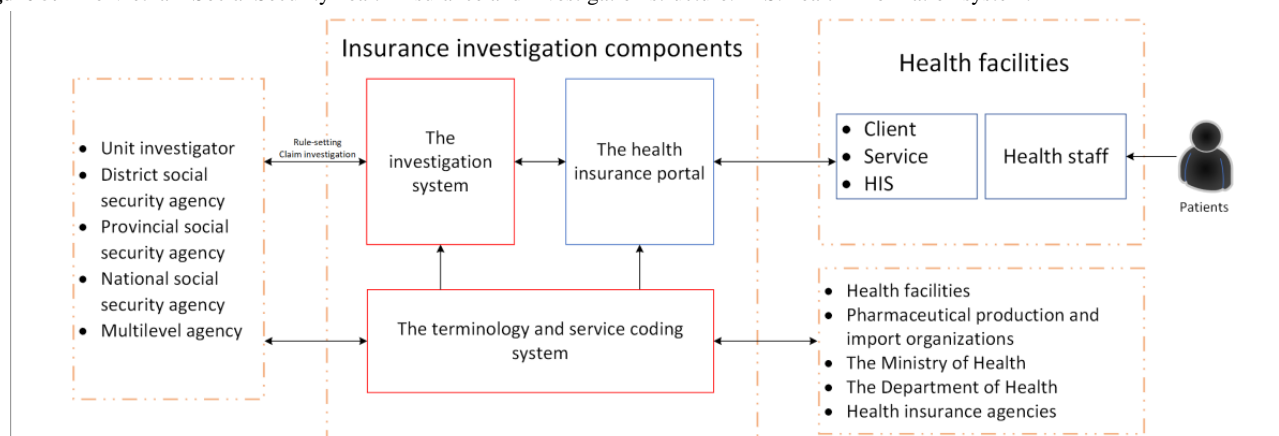 Insurance investigation components
Health facilities
Unit investigator
District social
security agency
Provincial social
security agency
National social
security agency
Multilevel agency
Rule-setting
Claim investigation
The
investigation
system
The health
insurance portal
Client
Service
HIS
Health staff
Patients
The terminology and service coding
system
Health facilities
Pharmaceutical production and
import organizations
The Ministry of Health
The Department of Health
Health insurance agencies